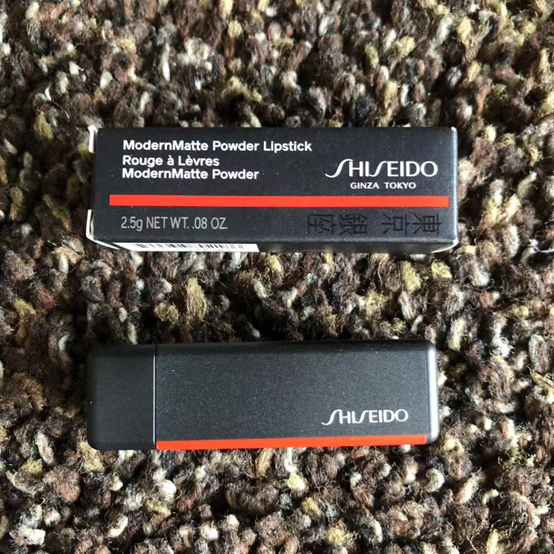 ModernMatte Powder Lipstick
Rouge à Lèvres
ModernMatte Powder
SHISEIDO
GINZA TOKYO
2.5g NET WT. .08 OZ.
東京銀座
SHISEIDO